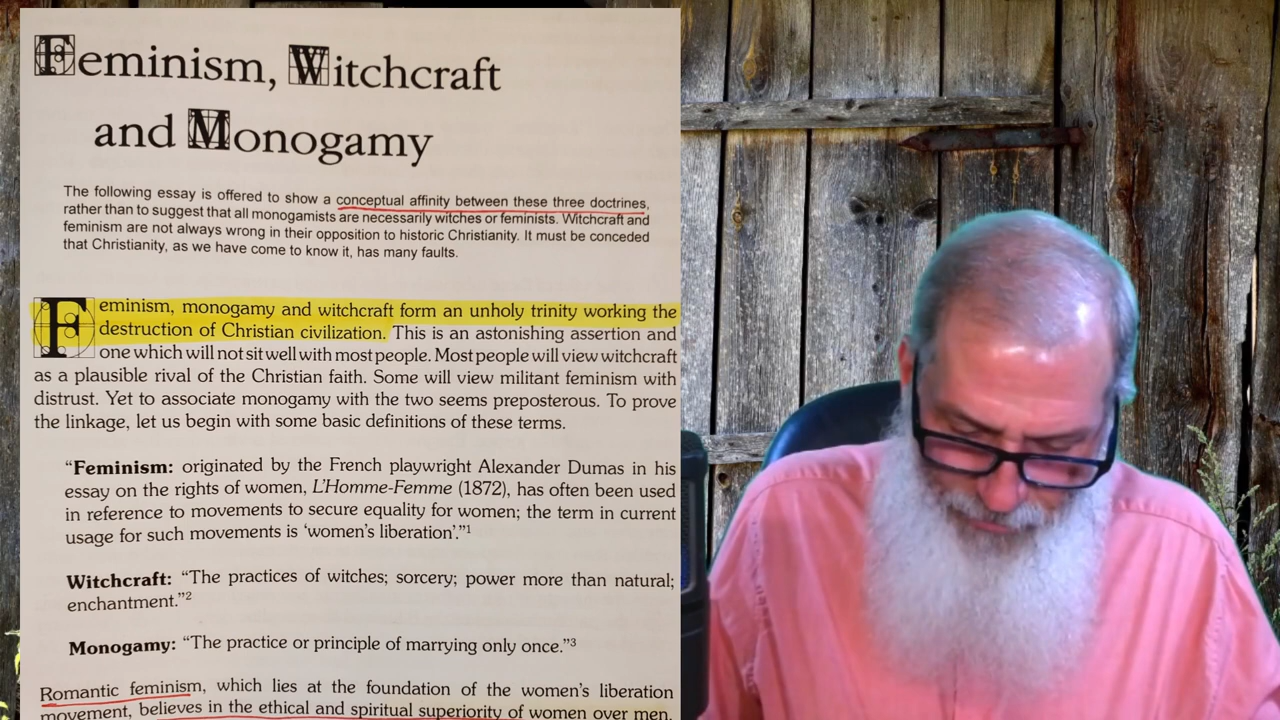 Feminism, Witchcraft
and Monogamy
The following essay is offered to show a conceptual affinity between these three doctrines,
rather than to suggest that all monogamists are necessarily witches or feminists. Witchcraft and
feminism are not always wrong in their opposition to historic Christianity. It must be conceded
that Christianity, as we have come to know it, has many faults.
Feminism, monogamy and witchcraft form an unholy trinity working the
destruction of Christian civilization. This is an astonishing assertion and
one which will not sit well with most people. Most people will view witchcraft
as a plausible rival of the Christian faith. Some will view militant feminism with
distrust. Yet to associate monogamy with the two seems preposterous. To prove
the linkage, let us begin with some basic definitions of these terms.
“Feminism: originated by the French playwright Alexander Dumas in his
essay on the rights of women, L’Homme-Femme (1872), has often been used
in reference to movements to secure equality for women; the term in current
usage for such movements is ‘women’s liberation’.”1
Witchcraft: “The practices of witches; sorcery; power more than natural;
enchantment.”2
Monogamy: “The practice or principle of marrying only once.”3
Romantic feminism, which lies at the foundation of the women’s liberation
movement, believes in the ethical and spiritual superiority of women over men.